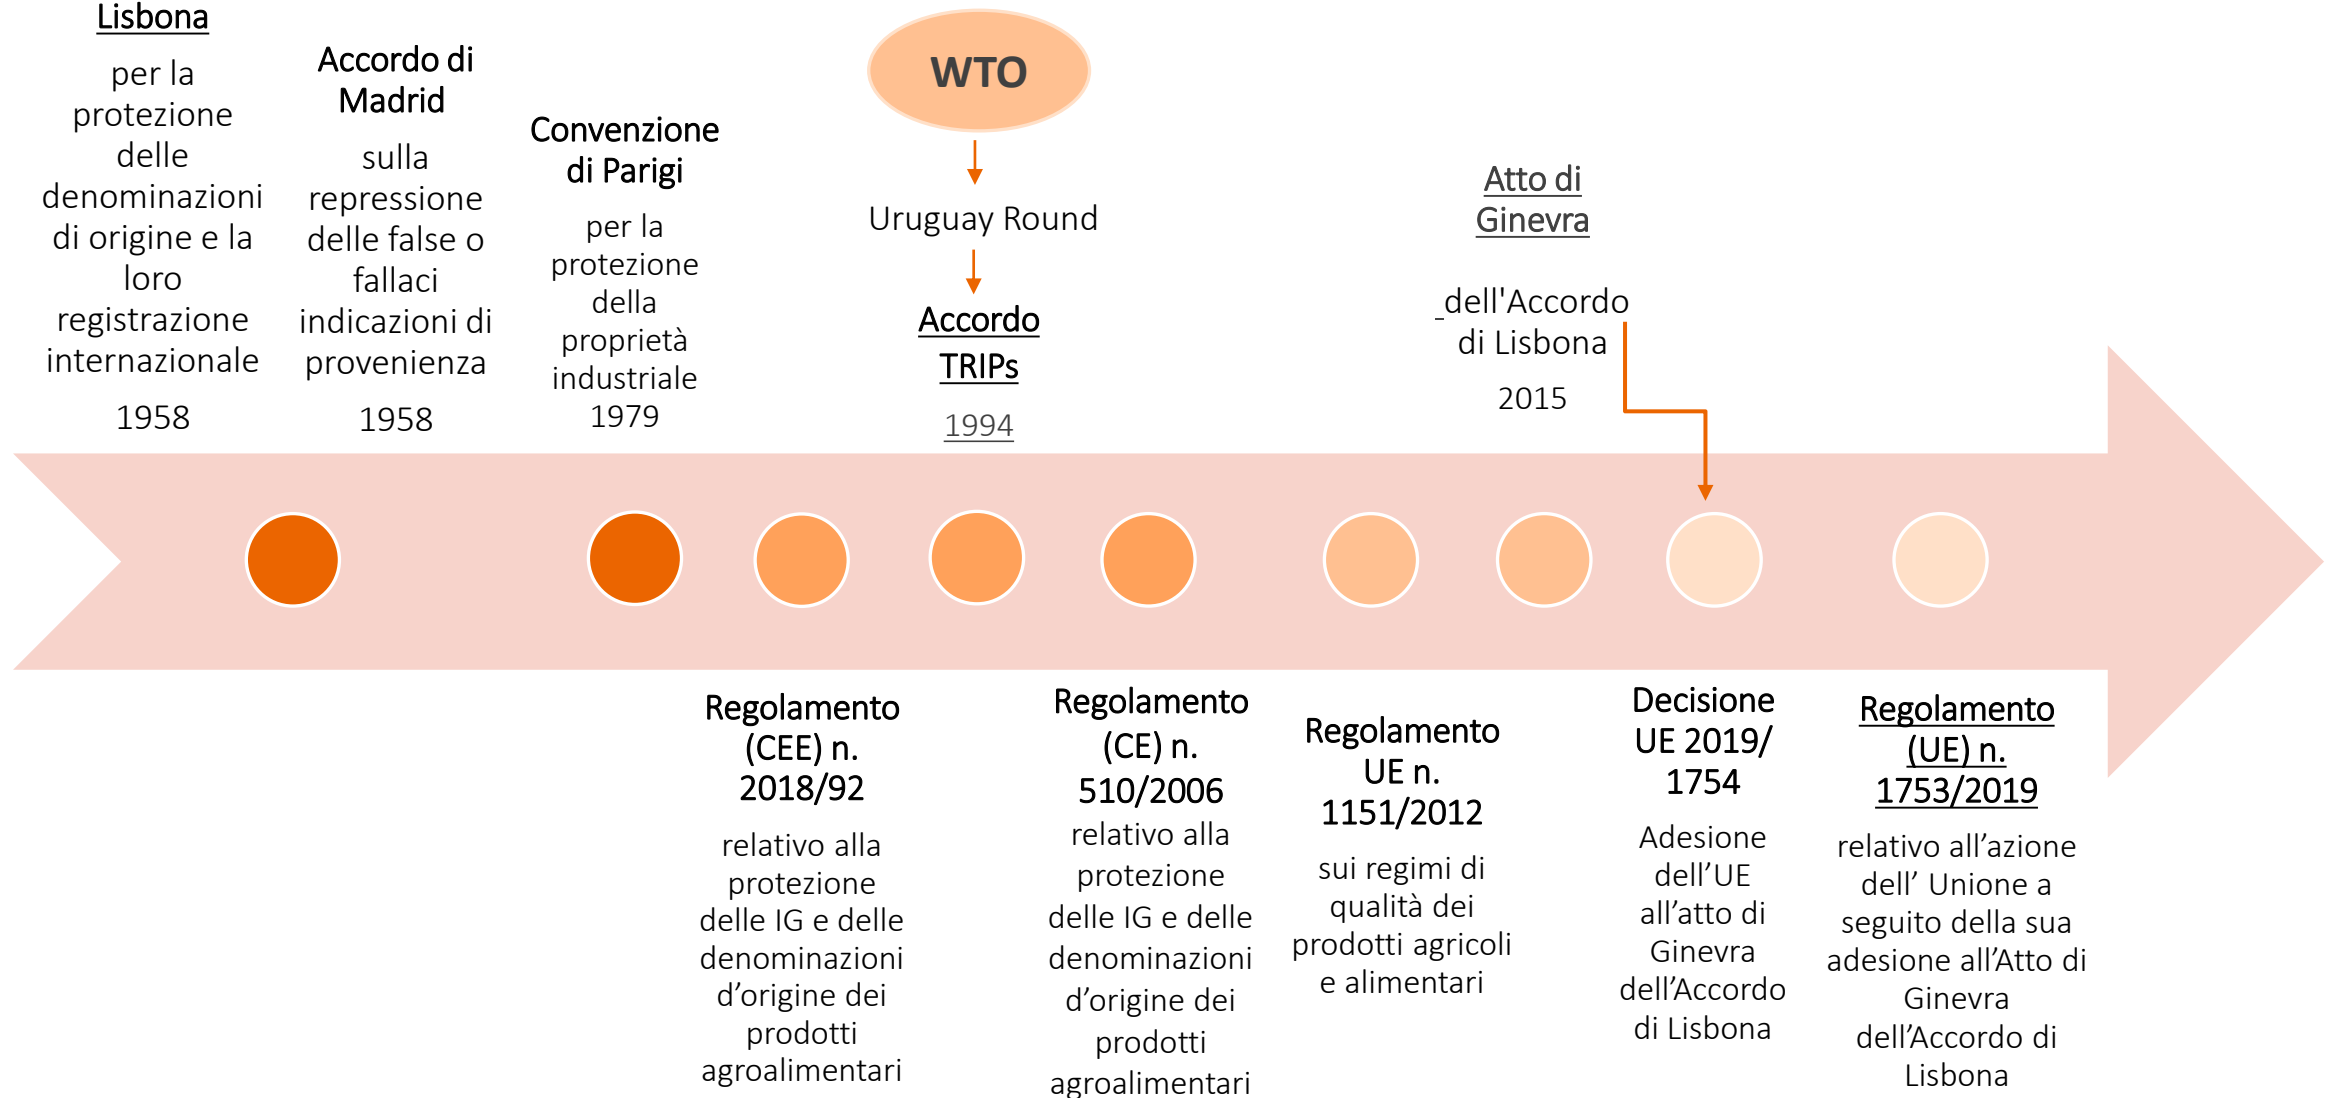 Lisbona
per la
protezione
delle
denominazioni
di origine e la
loro
registrazione
internazionale
1958
Accordo di
Madrid
sulla
repressione
delle false o
fallaci
indicazioni di
provenienza
1958
Convenzione
di Parigi
per la
protezione
della
proprietà
industriale
1979
WTO
Uruguay Round
Accordo
TRIPs
1994
Atto di
Ginevra
dell'Accordo
di Lisbona
2015
Regolamento
(CEE) n.
2018/92
relativo alla
protezione
delle IG e delle
denominazioni
d’origine dei
prodotti
agroalimentari
Regolamento
(CE) n.
510/2006
relativo alla
protezione
delle IG e delle
denominazioni
d’origine dei
prodotti
agroalimentari
Regolamento
UE n.
1151/2012
sui regimi di
qualità dei
prodotti agricoli
e alimentari
Decisione
UE 2019/
1754
Adesione
dell’UE
all’atto di
Ginevra
dell’Accordo
di Lisbona
Regolamento
(UE) n.
1753/2019
relativo all’azione
dell’ Unione a
seguito della sua
adesione all’Atto di
Ginevra
dell’Accordo di
Lisbona